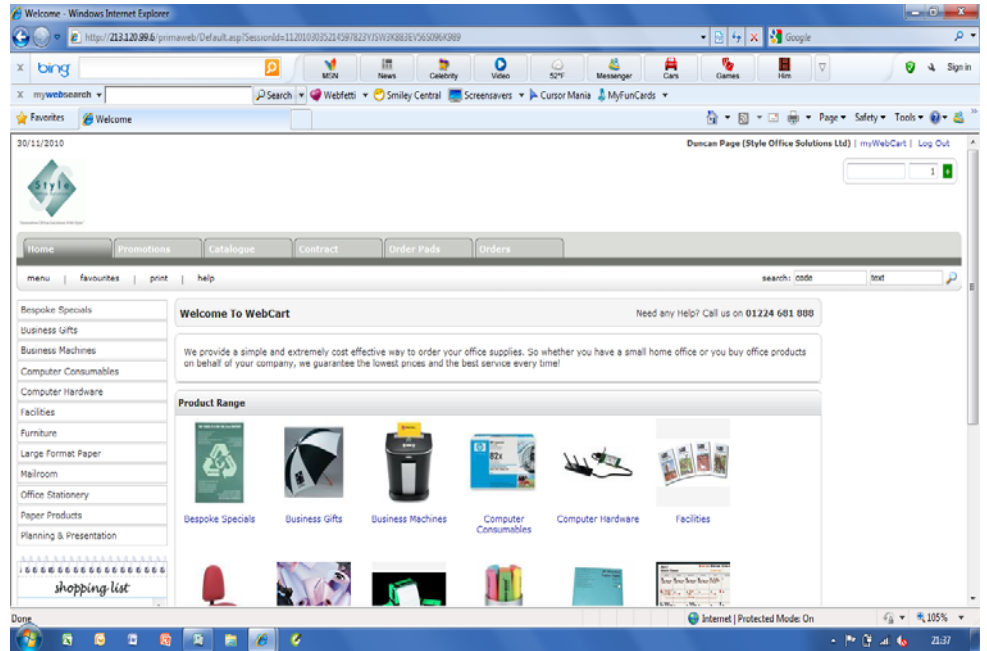 Welcome - Windows Internet Explorer
http://213.120.99.6/primaweb/Default.asp?SessionId=
Google
bing
MSN News Celebrity Video 52°F Messenger Cars Games Him Sign in
mywebsearch Search Webfetti Smiley Central Screensavers Cursor Mania MyFunCards
Favorites Welcome Page Safety Tools
30/11/2010 Duncan Page (Style Office Solutions Ltd) | myWebCart | Log Out
1 +
Style
Home Promotions Catalogue Contract Order Pads Orders
menu | favourites | print | help search: code text
Bespoke Specials
Business Gifts
Business Machines
Computer Consumables
Computer Hardware
Facilities
Furniture
Large Format Paper
Mailroom
Office Stationery
Paper Products
Planning & Presentation
shopping list
Welcome To WebCart Need any Help? Call us on 01224 681 888
We provide a simple and extremely cost effective way to order your office supplies. So whether you have a small home office or you buy office products
on behalf of your company, we guarantee the lowest prices and the best service every time!
Product Range
82x
Bespoke Specials Business Gifts Business Machines Computer Consumables Computer Hardware Facilities
Done Internet | Protected Mode: On 105%
21:37